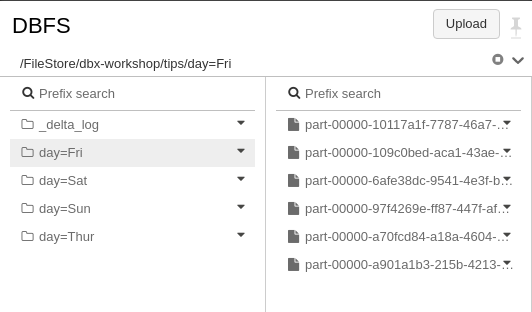 DBFS
Upload
/FileStore/dbx-workshop/tips/day=Fri
Prefix search
_delta_log
day=Fri
day=Sat
day=Sun
day=Thur
Prefix search
part-00000-10117a1f-7787-46a7-...
part-00000-109c0bed-aca1-43ae-...
part-00000-6afe38dc-9541-4e3f-b...
part-00000-97f4269e-ff87-447f-af...
part-00000-a70fcd84-a18a-4604-...
part-00000-a901a1b3-215b-4213-...